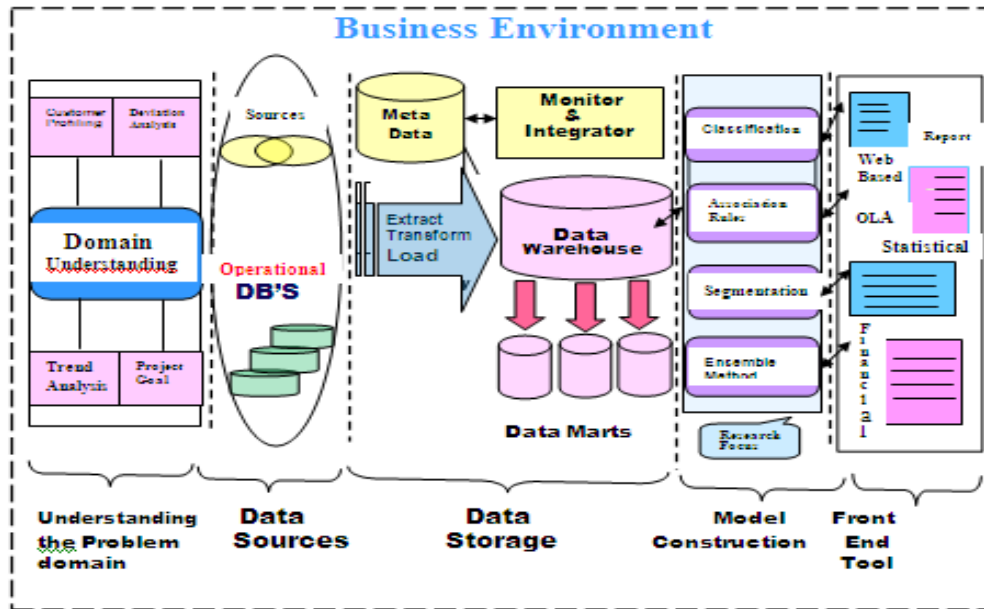 Business Environment
Customer
Profiling
Deviation
Analysis
Domain
Understanding
Trend
Analysis
Project
Goal
Sources
Operational
DB'S
Meta
Data
Monitor
&
Integrator
Extract
Transform
Load
Data
Warehouse
Data Marts
Classification
Association
Rules
Segmentation
Ensemble
Method
Research
Focus
Report
Web
Based
OLA
Statistical
Financial
Understanding
the Problem
domain
Data
Sources
Data
Storage
Model
Construction
Front
End
Tool